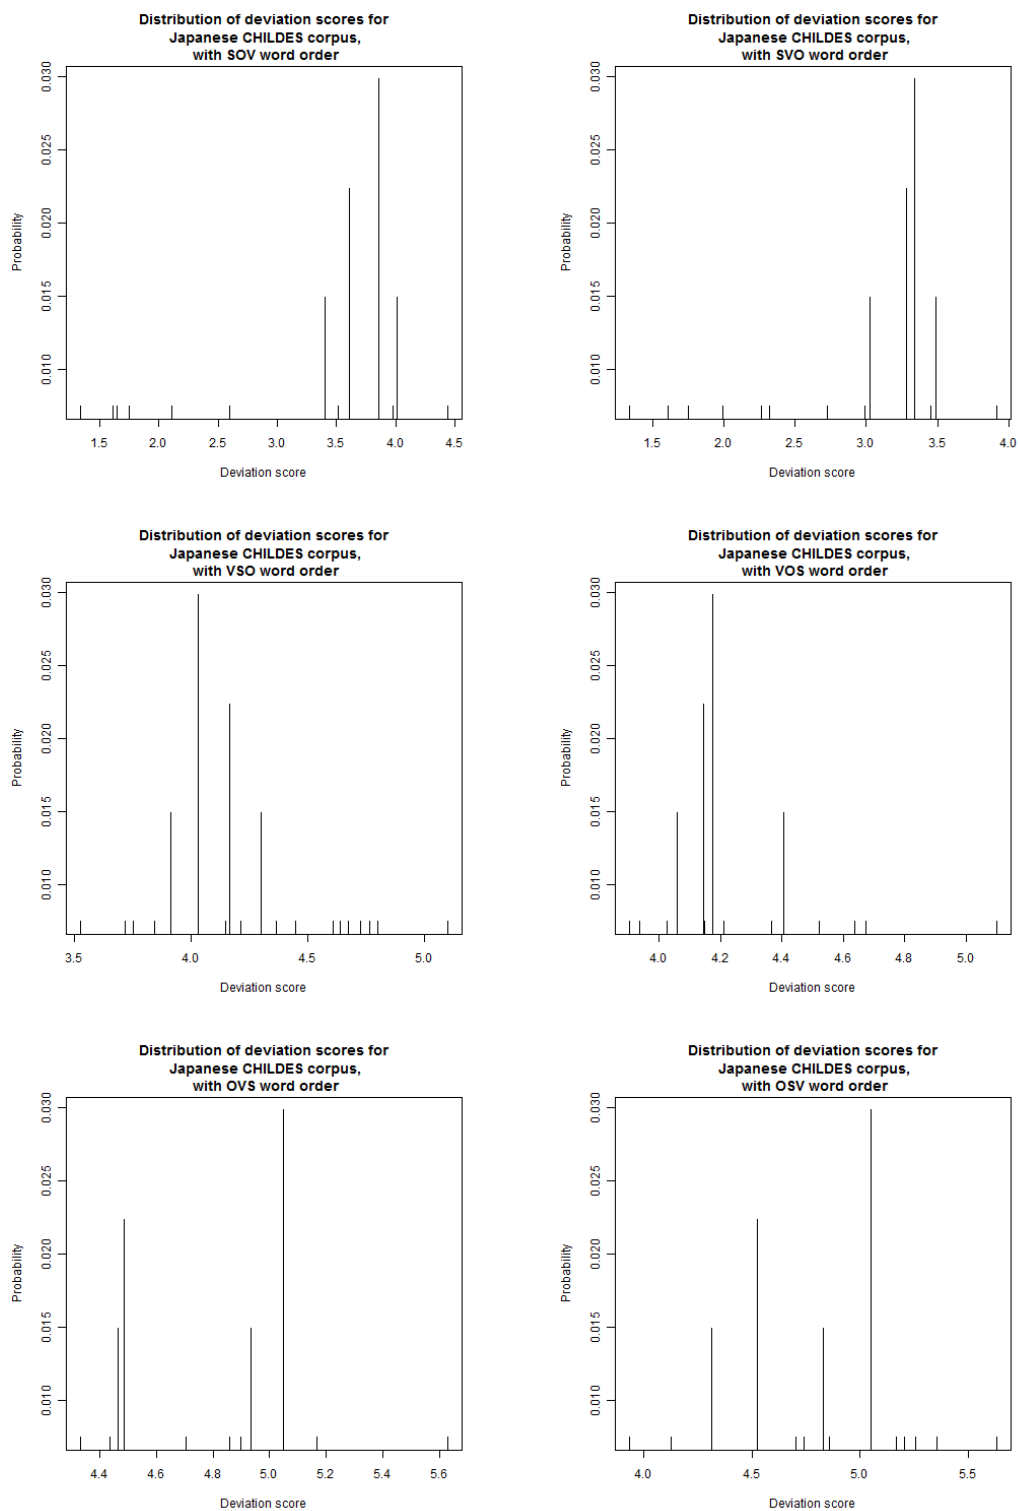 Distribution of deviation scores for
Japanese CHILDES corpus,
with SOV word order
0.030
0.025
0.020
0.015
0.010
Probability
1.5 2.0 2.5 3.0 3.5 4.0 4.5
Deviation score
Distribution of deviation scores for
Japanese CHILDES corpus,
with SVO word order
0.030
0.025
0.020
0.015
0.010
Probability
1.5 2.0 2.5 3.0 3.5 4.0
Deviation score
Distribution of deviation scores for
Japanese CHILDES corpus,
with VSO word order
0.030
0.025
0.020
0.015
0.010
Probability
3.5 4.0 4.5 5.0
Deviation score
Distribution of deviation scores for
Japanese CHILDES corpus,
with VOS word order
0.030
0.025
0.020
0.015
0.010
Probability
4.0 4.2 4.4 4.6 4.8 5.0
Deviation score
Distribution of deviation scores for
Japanese CHILDES corpus,
with OVS word order
0.030
0.025
0.020
0.015
0.010
Probability
4.4 4.6 4.8 5.0 5.2 5.4 5.6
Deviation score
Distribution of deviation scores for
Japanese CHILDES corpus,
with OSV word order
0.030
0.025
0.020
0.015
0.010
Probability
4.0 4.5 5.0 5.5
Deviation score